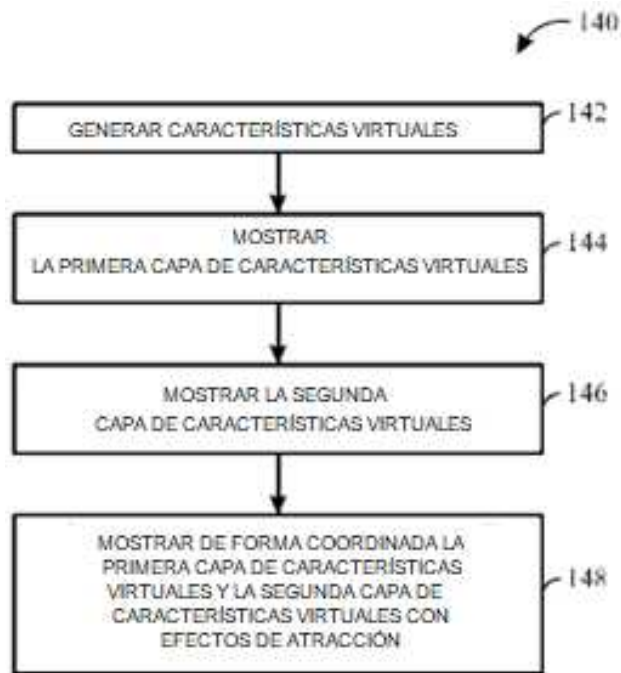 140
GENERAR CARACTERÍSTICAS VIRTUALES
142
MOSTRAR
LA PRIMERA CAPA DE CARACTERÍSTICAS VIRTUALES
144
MOSTRAR LA SEGUNDA
CAPA DE CARACTERÍSTICAS VIRTUALES
146
MOSTRAR DE FORMA COORDINADA LA
PRIMERA CAPA DE CARACTERÍSTICAS
VIRTUALES Y LA SEGUNDA CAPA DE
CARACTERÍSTICAS VIRTUALES CON
EFECTOS DE ATRACCIÓN
148